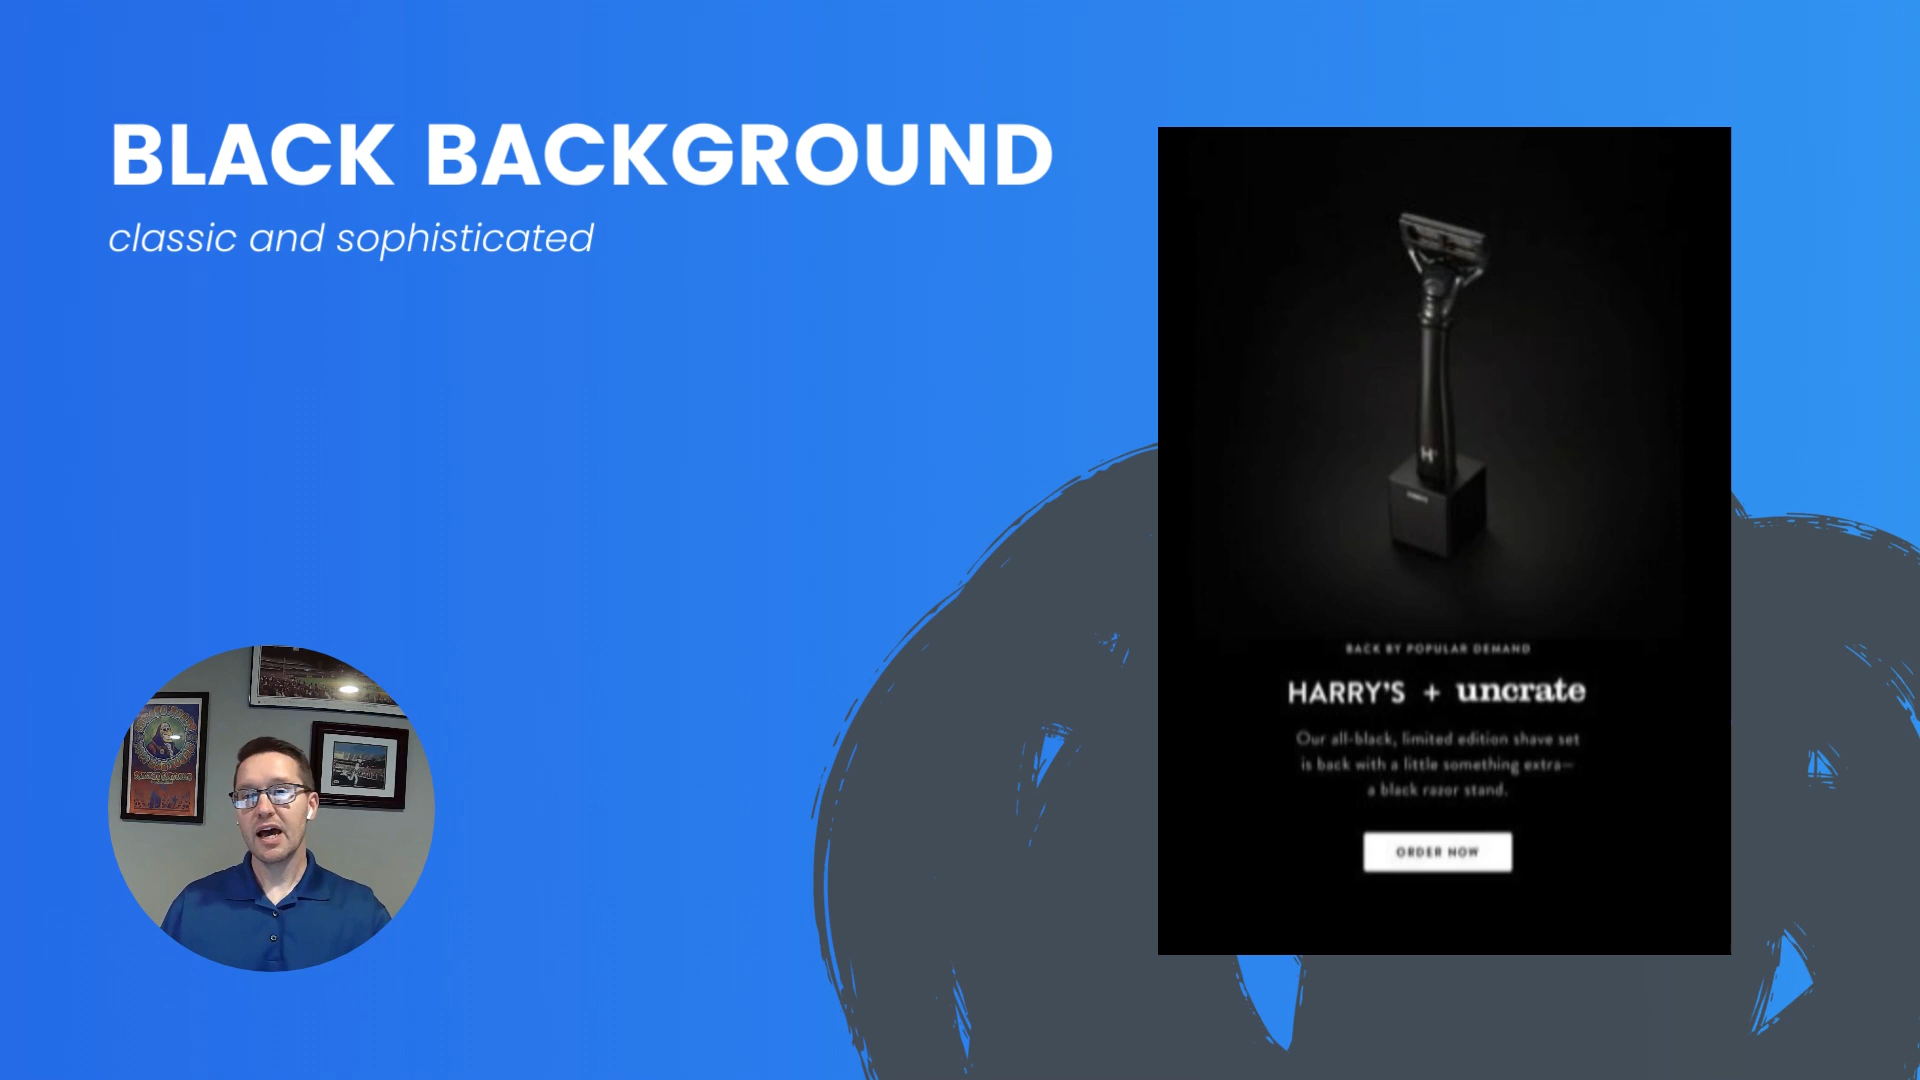 BLACK BACKGROUND
classic and sophisticated
H'
BACK BY POPULAR DEMAND
HARRY'S + uncrate
Our all-black, limited edition shave set
is back with a little something extra—
a black razor stand.
ORDER NOW